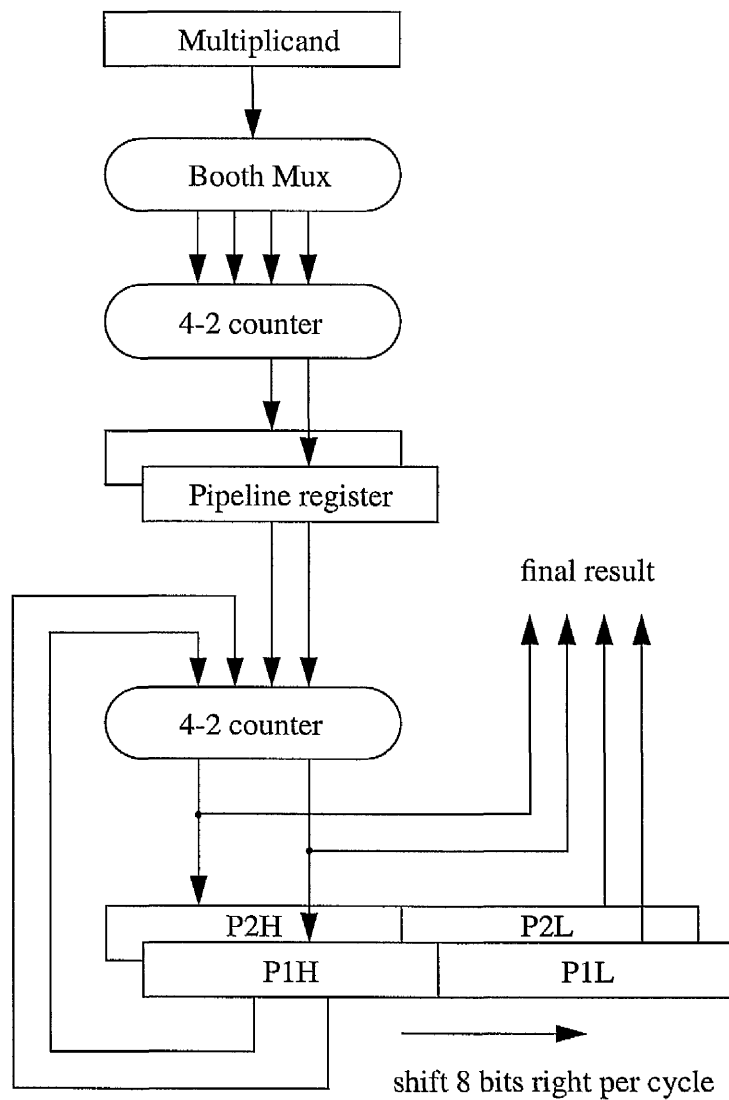 Multiplicand
Booth Mux
4-2 counter
Pipeline register
final result
4-2 counter
P2H
P2L
P1H
P1L
shift 8 bits right per cycle